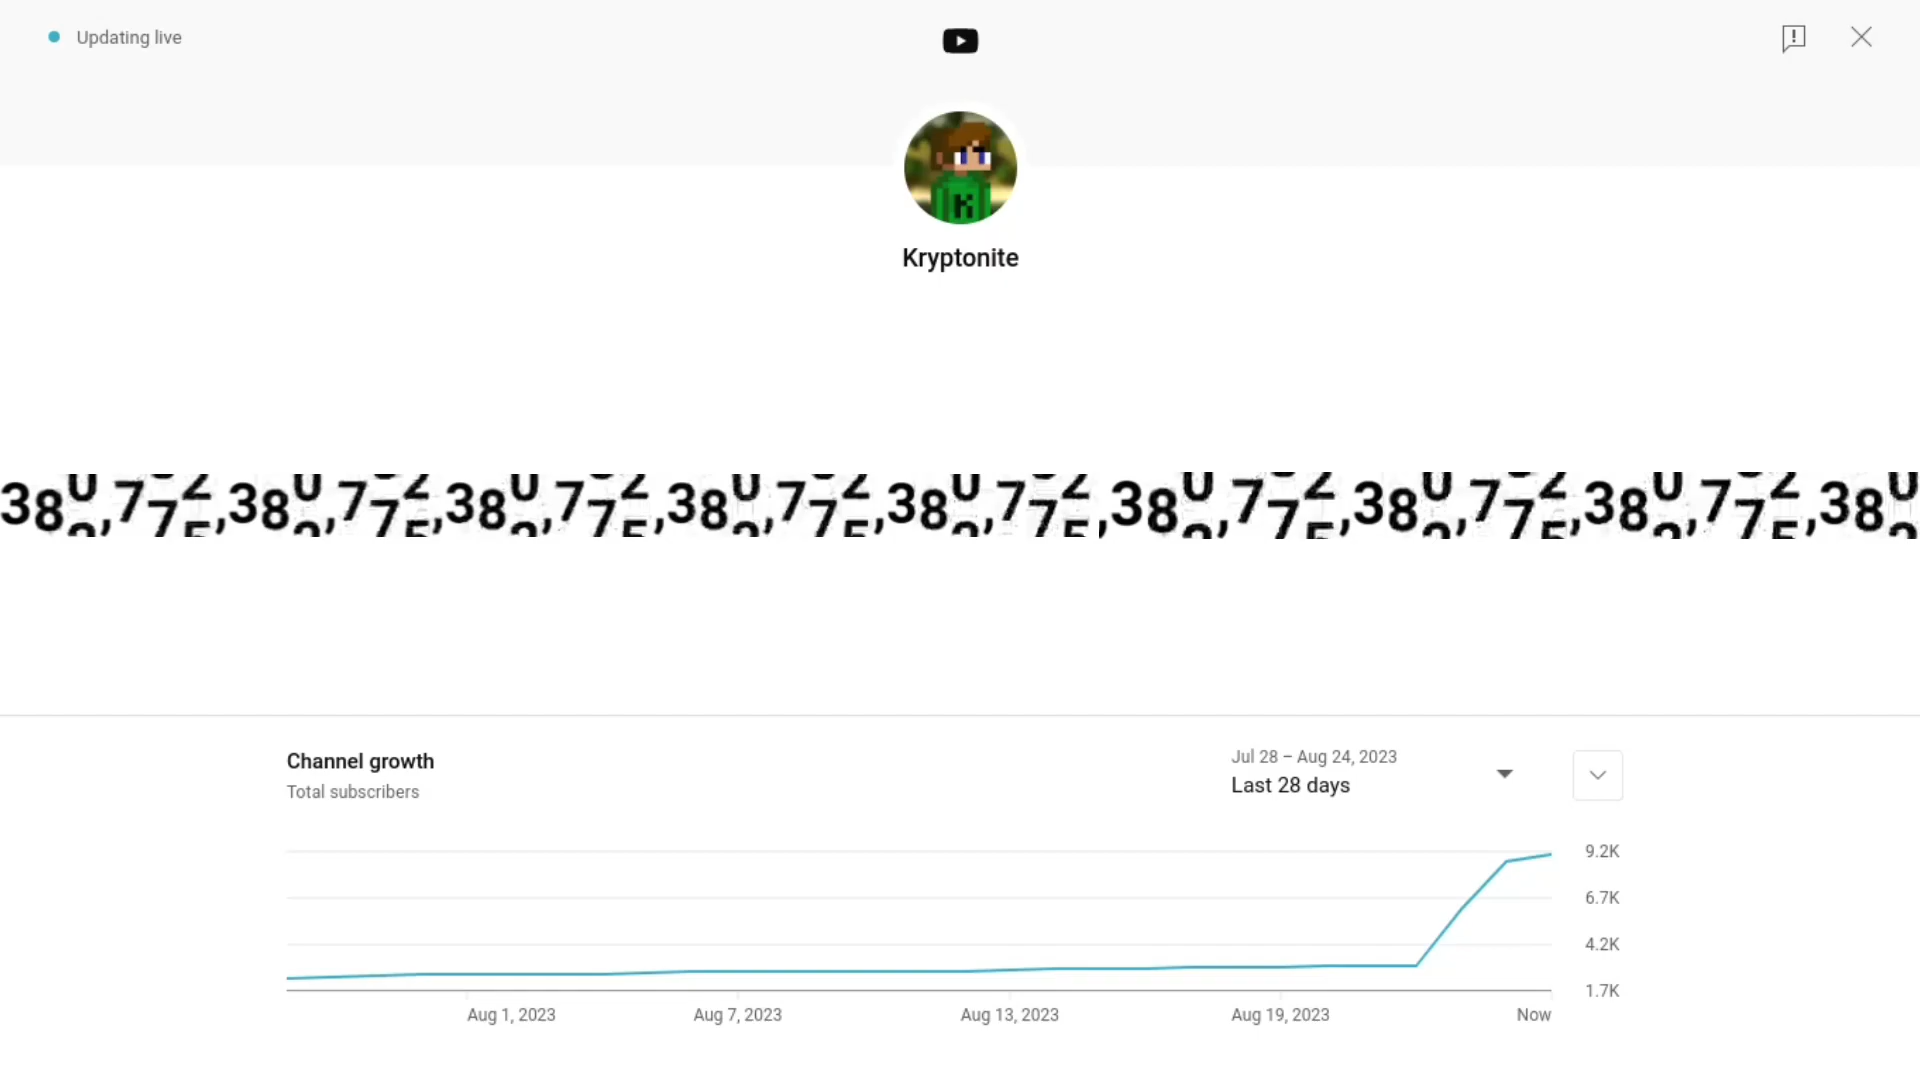 Updating live
K
Kryptonite
Channel growth
Total subscribers
Jul 28 – Aug 24, 2023
Last 28 days
9.2K
6.7K
4.2K
1.7K
Aug 1, 2023
Aug 7, 2023
Aug 13, 2023
Aug 19, 2023
Now